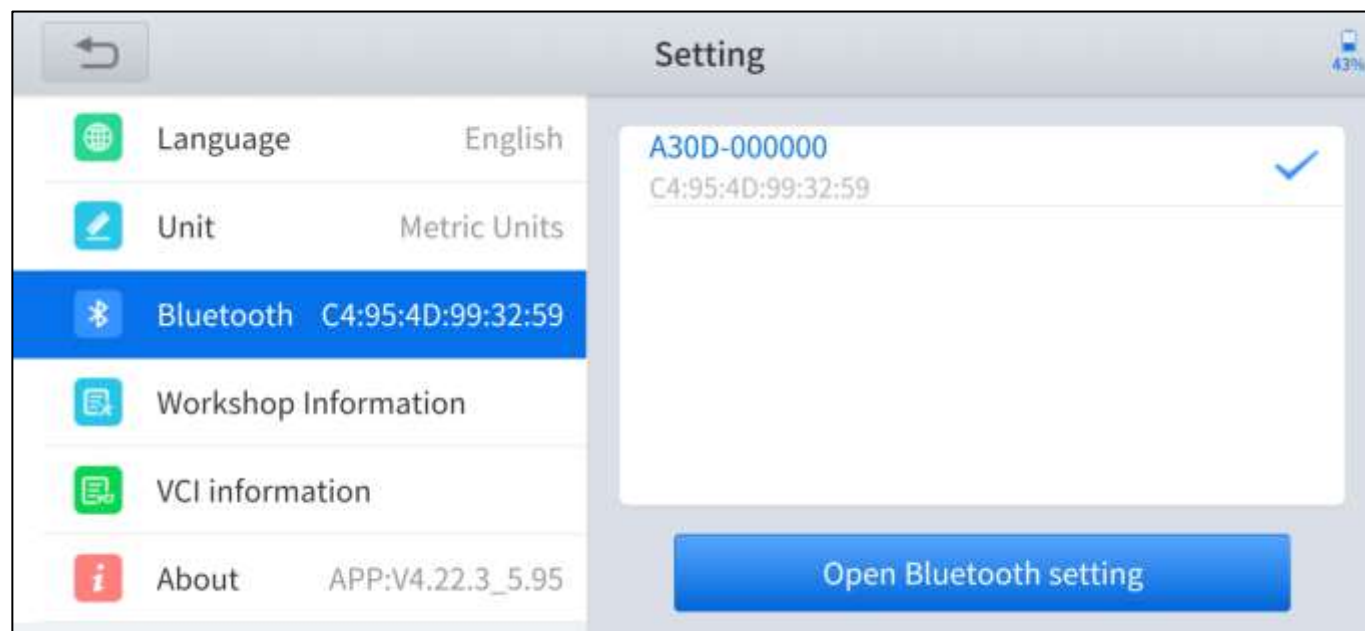 Setting
43%
Language English
Unit Metric Units
Bluetooth C4:95:4D:99:32:59
Workshop Information
VCI information
About APP:V4.22.3_5.95
A30D-000000
C4:95:4D:99:32:59
Open Bluetooth setting